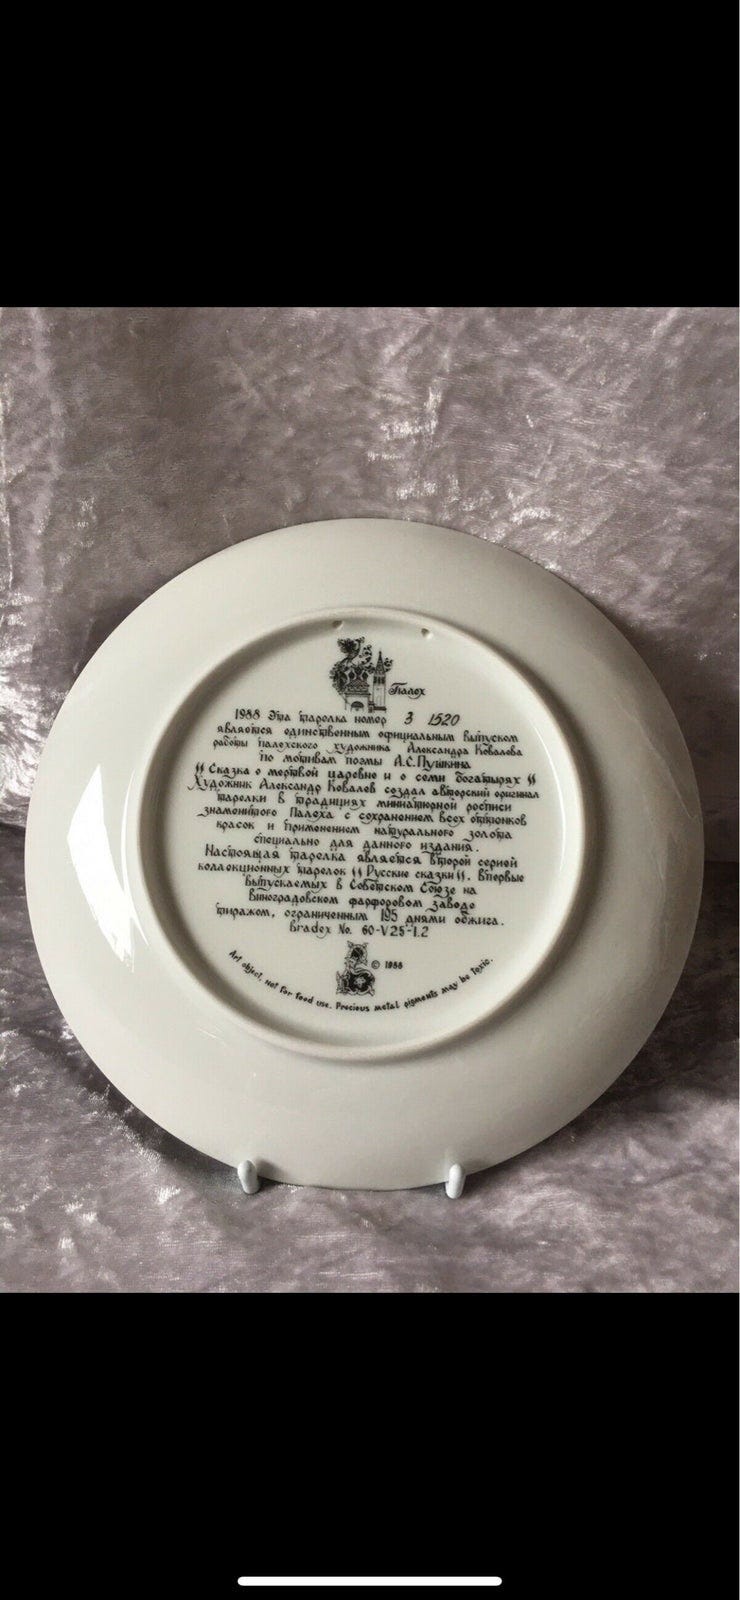 Палех
1988 Эта тарелка номер 3 1520
является единственным официальным выпуском
работы палехского художника Александра Ковалева
по мотивам поэмы А.С.Пушкина
"Сказка о мертвой царевне и о семи богатырях"
Художник Александр Ковалев создал авторский оригинал
тарелки в традициях миниатюрной росписи
знаменитого Палеха с сохранением всех оттенков
красок и применением натурального золота
специально для данного издания.
Настоящая тарелка является второй серией
коллекционных тарелок "Русские сказки". Впервые
выпускаемых в Советском Союзе на
Виноградовском фарфоровом заводе
тиражом, ограниченным 195 днями обжига.
Bradex No. 60-V25-1.2
© 1988
Art object, not for food use. Precious metal pigments may be toxic.